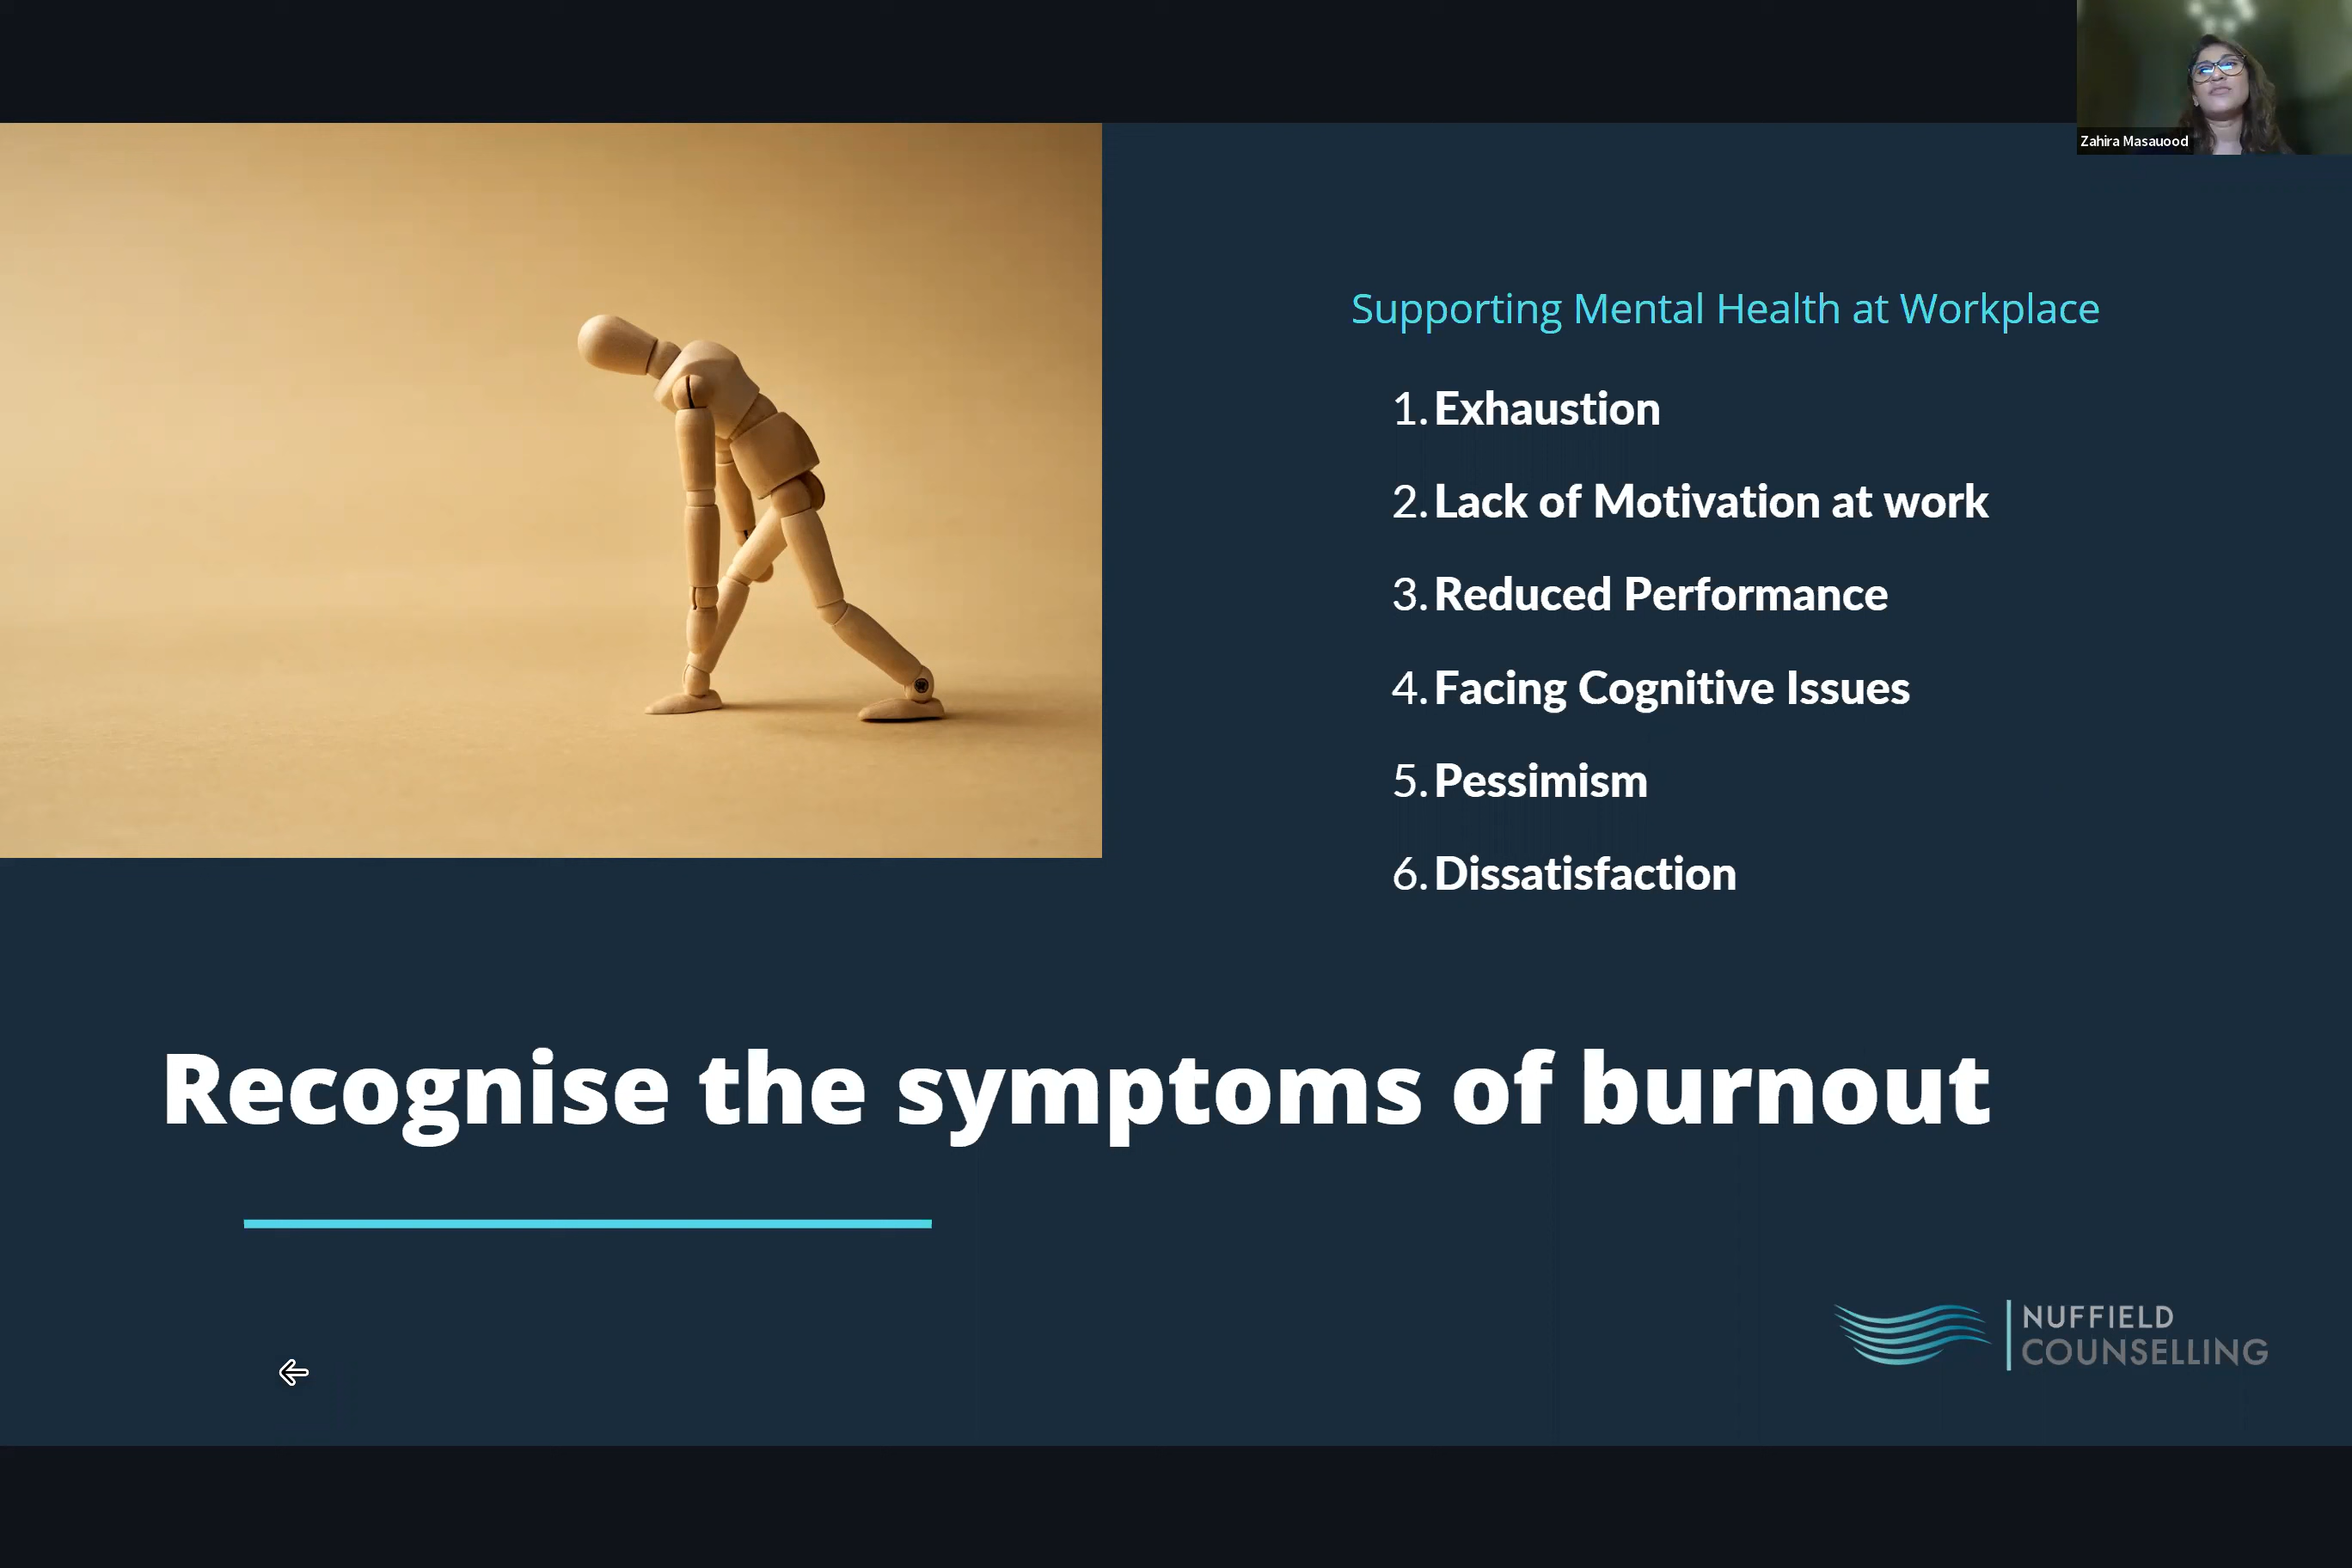 Zahira Masauood
Supporting Mental Health at Workplace
1. Exhaustion
2. Lack of Motivation at work
3. Reduced Performance
4. Facing Cognitive Issues
5. Pessimism
6. Dissatisfaction
Recognise the symptoms of burnout
NUFFIELD
COUNSELLING